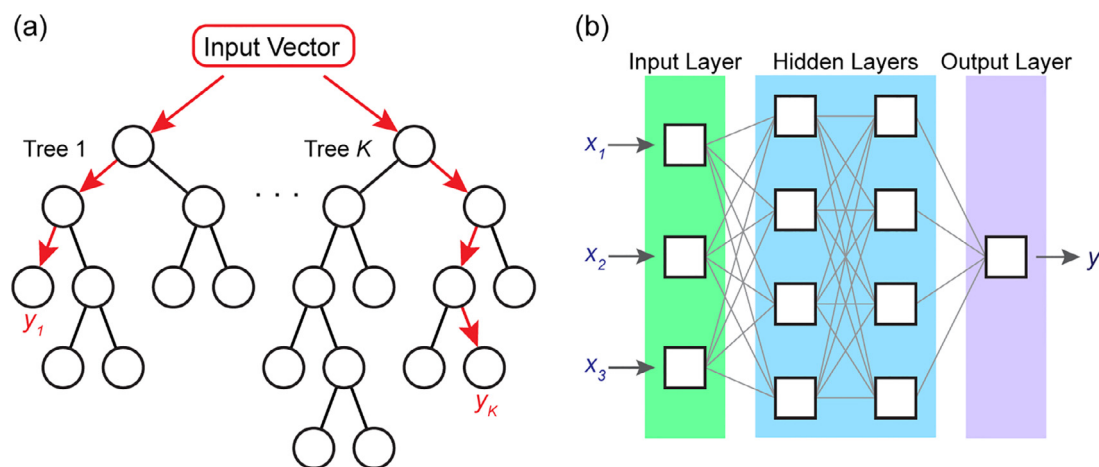 (a)
Input Vector
Tree 1
Tree K
. . .
y1
yK
(b)
Input Layer
Hidden Layers
Output Layer
x1
x2
x3
y